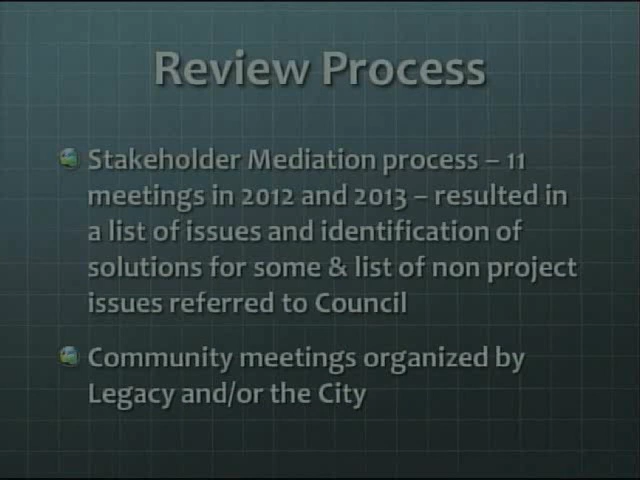 Review Process
Stakeholder Mediation process – 11
meetings in 2012 and 2013 – resulted in
a list of issues and identification of
solutions for some & list of non project
issues referred to Council
Community meetings organized by
Legacy and/or the City